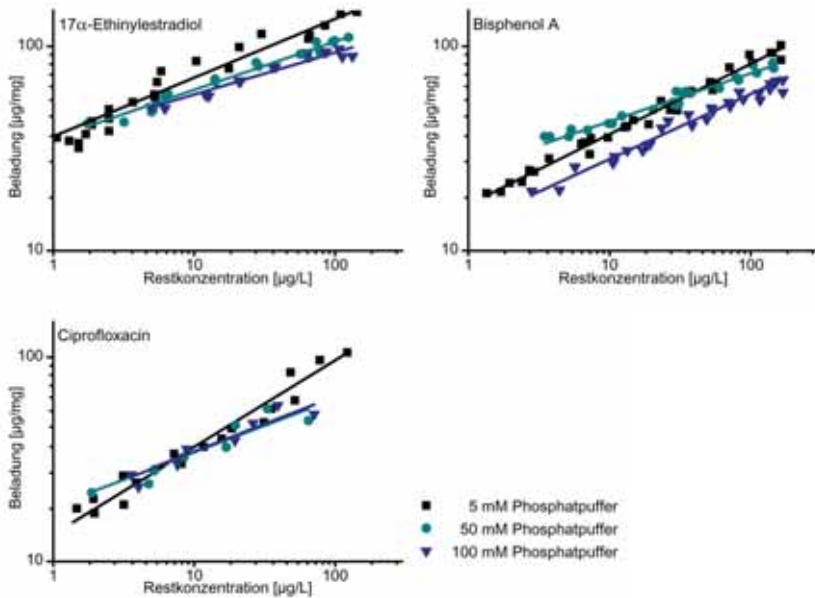 17α-Ethinylestradiol
100
10
Beladung [µg/mg]
1
10
100
Restkonzentration [µg/L]
Bisphenol A
100
10
Beladung [µg/mg]
1
10
100
Restkonzentration [µg/L]
Ciprofloxacin
100
10
Beladung [µg/mg]
1
10
100
Restkonzentration [µg/L]
5 mM Phosphatpuffer
50 mM Phosphatpuffer
100 mM Phosphatpuffer